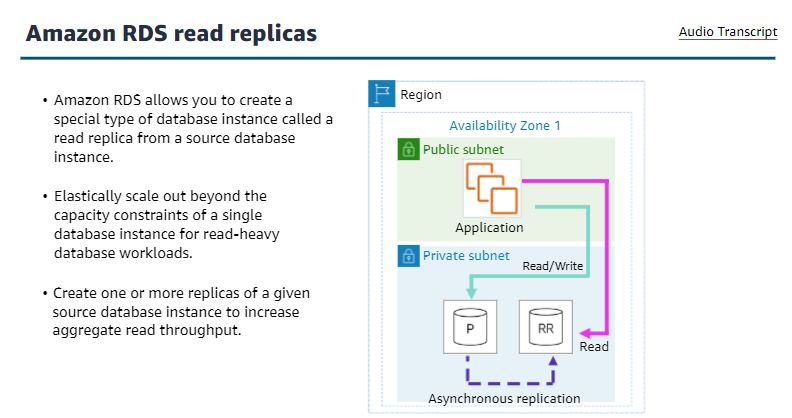 Amazon RDS read replicas
Audio Transcript
• Amazon RDS allows you to create a
special type of database instance called a
read replica from a source database
instance.
• Elastically scale out beyond the
capacity constraints of a single
database instance for read-heavy
database workloads.
• Create one or more replicas of a given
source database instance to increase
aggregate read throughput.
Region
Availability Zone 1
Public subnet
Application
Private subnet
Read/Write
P
RR
Read
Asynchronous replication